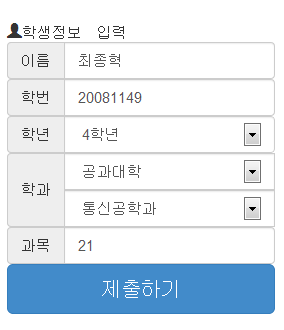 학생정보 입력
이름 최종혁
학번 20081149
학년 4학년
학과 공과대학
통신공학과
과목 21
제출하기